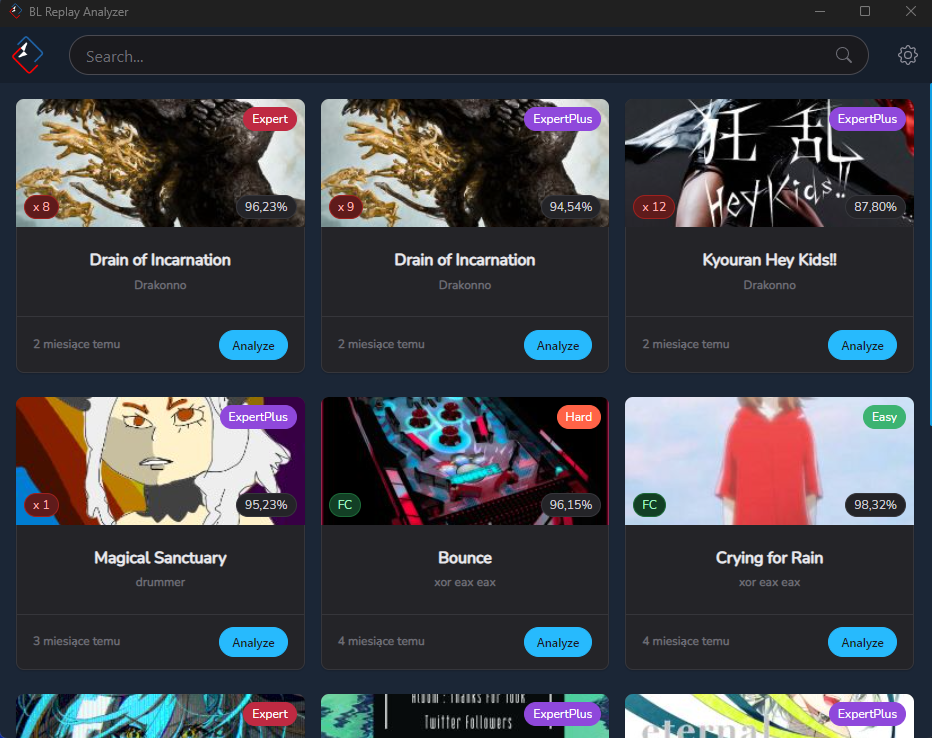 BL Replay Analyzer
Search...
Expert
x 8
96,23%
Drain of Incarnation
Drakonno
2 miesiące temu
Analyze
ExpertPlus
x 9
94,54%
Drain of Incarnation
Drakonno
2 miesiące temu
Analyze
ExpertPlus
狂乱
Hey Kids!!
x 12
87,80%
Kyouran Hey Kids!!
Drakonno
2 miesiące temu
Analyze
ExpertPlus
x 1
95,23%
Magical Sanctuary
drummer
3 miesiące temu
Analyze
Hard
FC
96,15%
Bounce
xor eax eax
4 miesiące temu
Analyze
Easy
FC
98,32%
Crying for Rain
xor eax eax
4 miesiące temu
Analyze
Expert
Album : Thanks For 100k
Twitter Followers
ExpertPlus
eternal
ExpertPlus